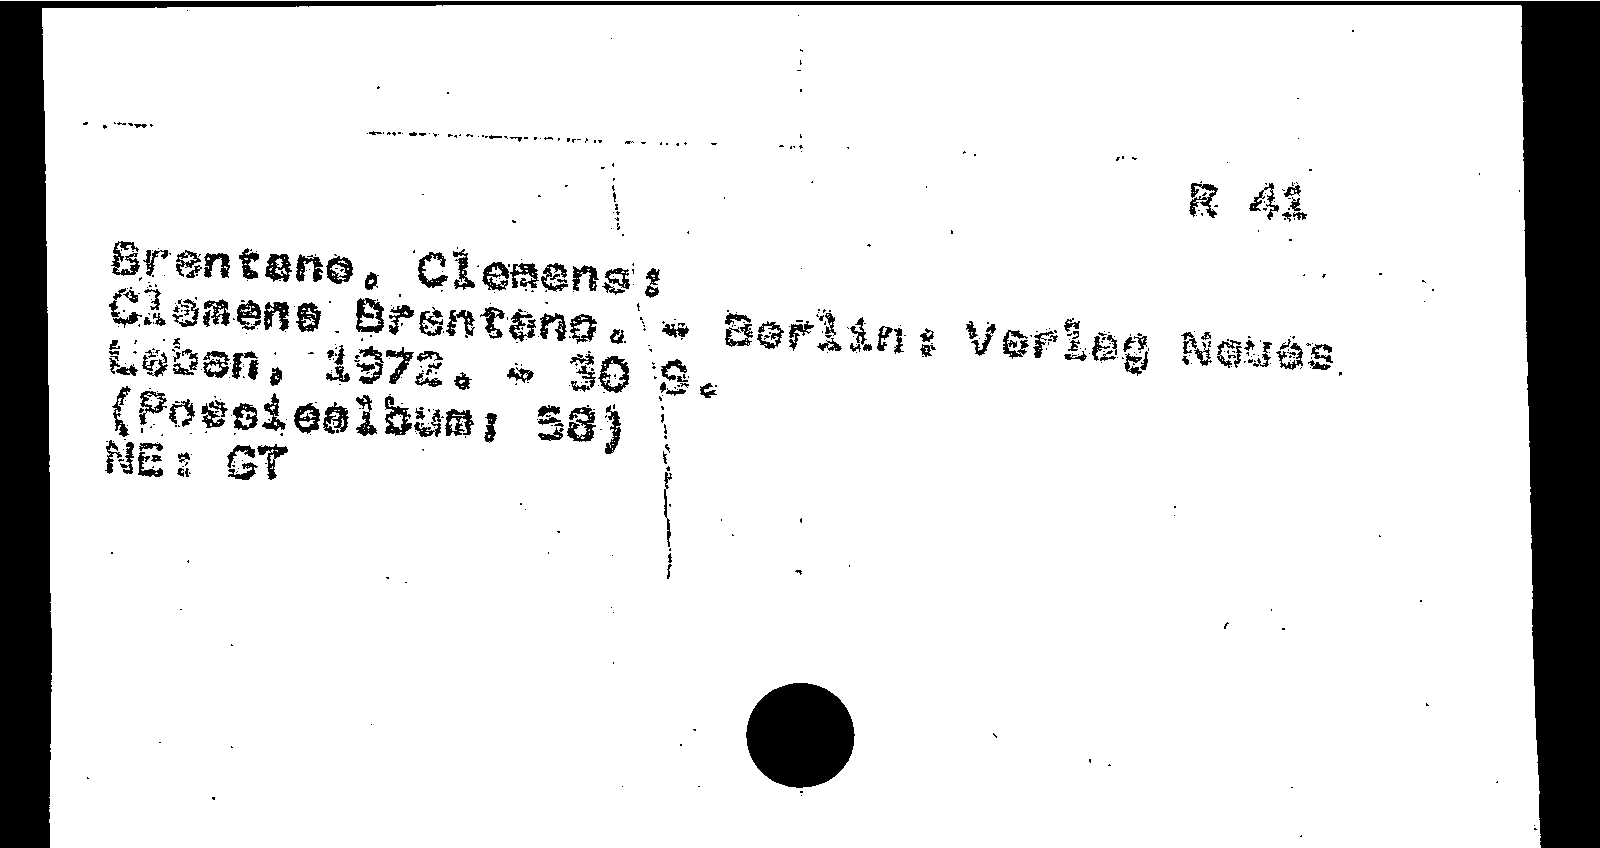 R 41
Brentano, Clemens:
Clemens Brentano. - Berlin: Verlag Neues
Leben, 1972. - 30 S.
(Poesiealbum; 58)
NE: GT